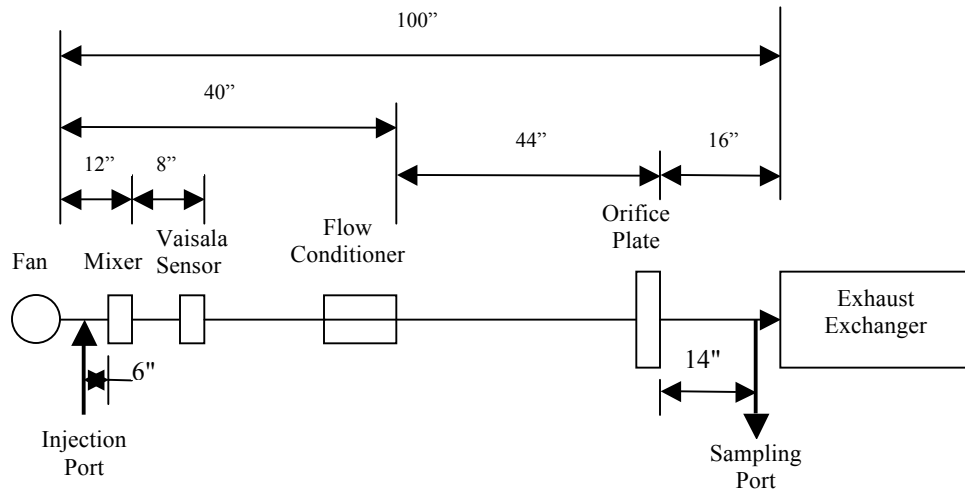 100”
40”
44”
16”
12”
8”
Orifice
Plate
Flow
Conditioner
Vaisala
Sensor
Fan
Mixer
Exhaust
Exchanger
6"
14"
Injection
Port
Sampling
Port